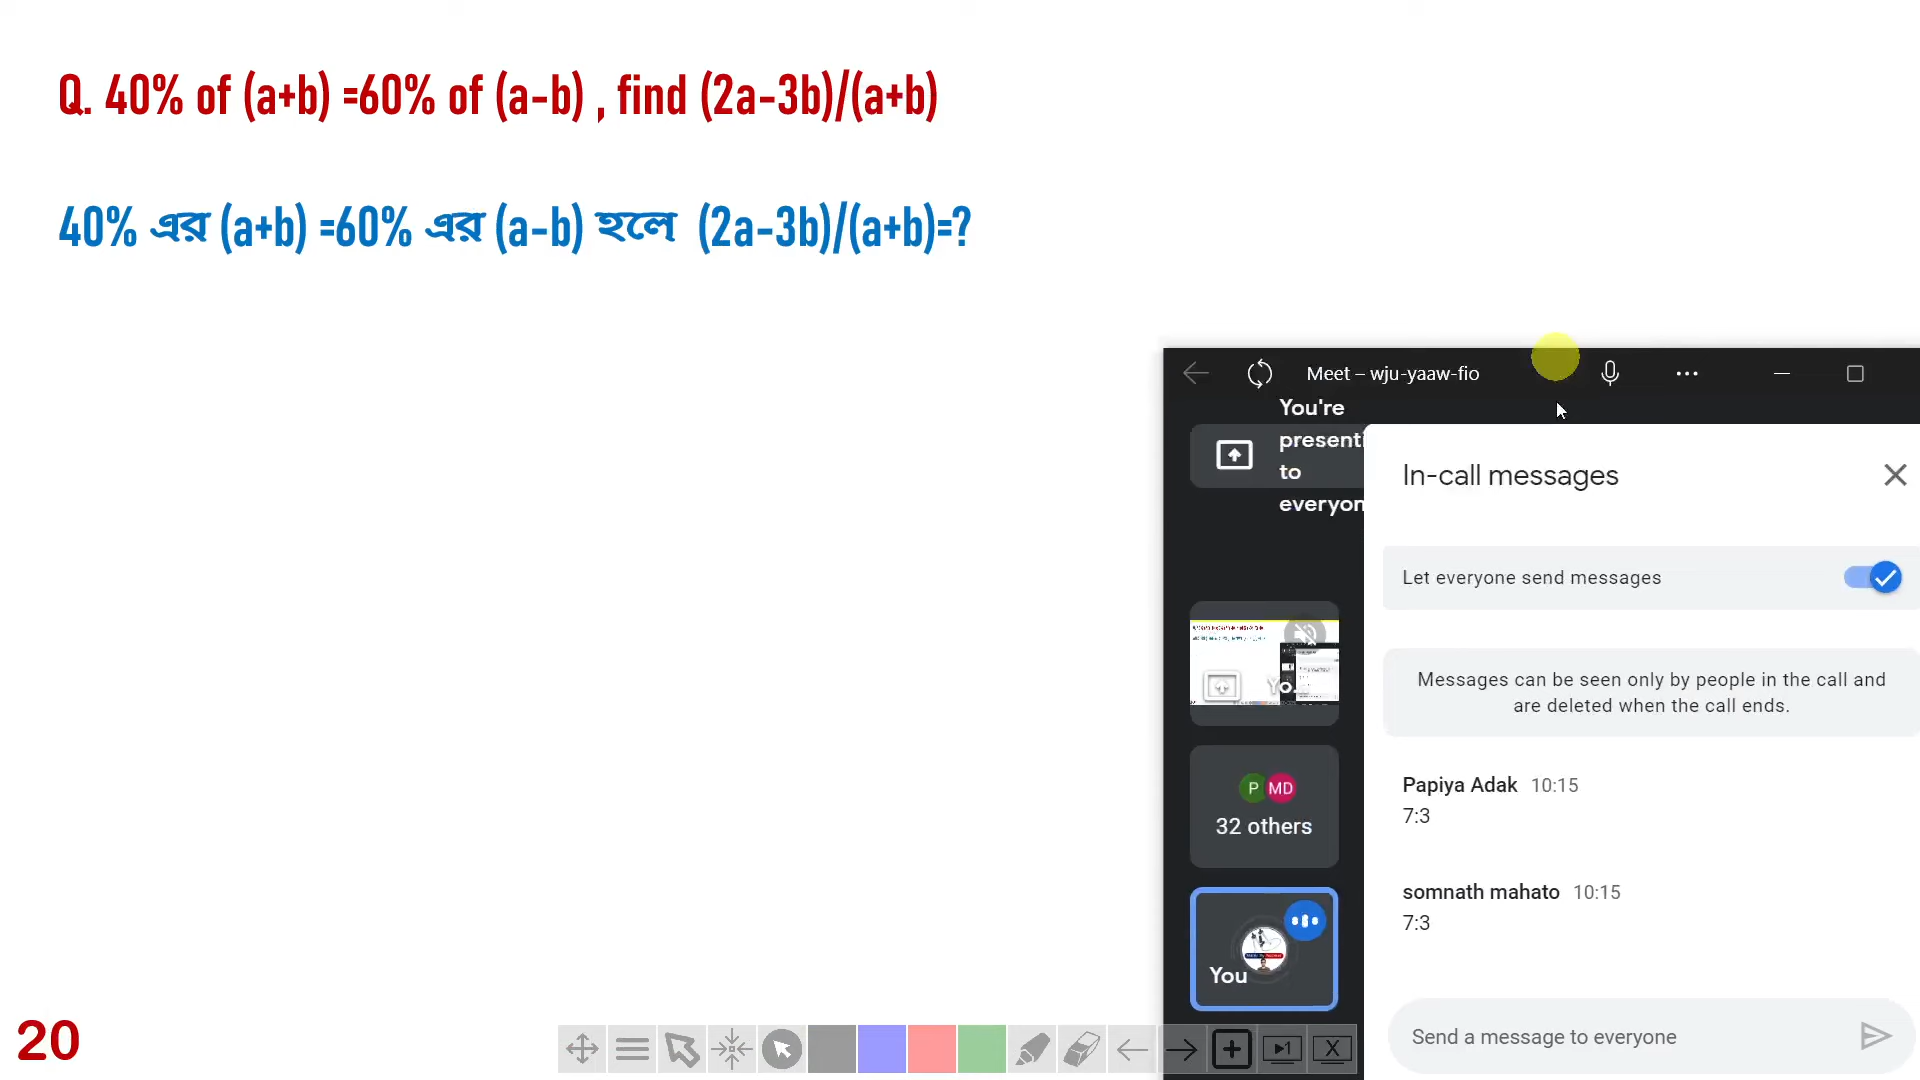 Q. 40% of (a+b) =60% of (a-b) , find (2a-3b)/(a+b)
40% এর (a+b) =60% এর (a-b) হলে (2a-3b)/(a+b)=?
Meet – wju-yaaw-fio
You're
presenti
to
everyon
In-call messages
Let everyone send messages
Messages can be seen only by people in the call and
are deleted when the call ends.
Yo.
Papiya Adak 10:15
7:3
P MD
32 others
somnath mahato 10:15
7:3
You
Send a message to everyone
20